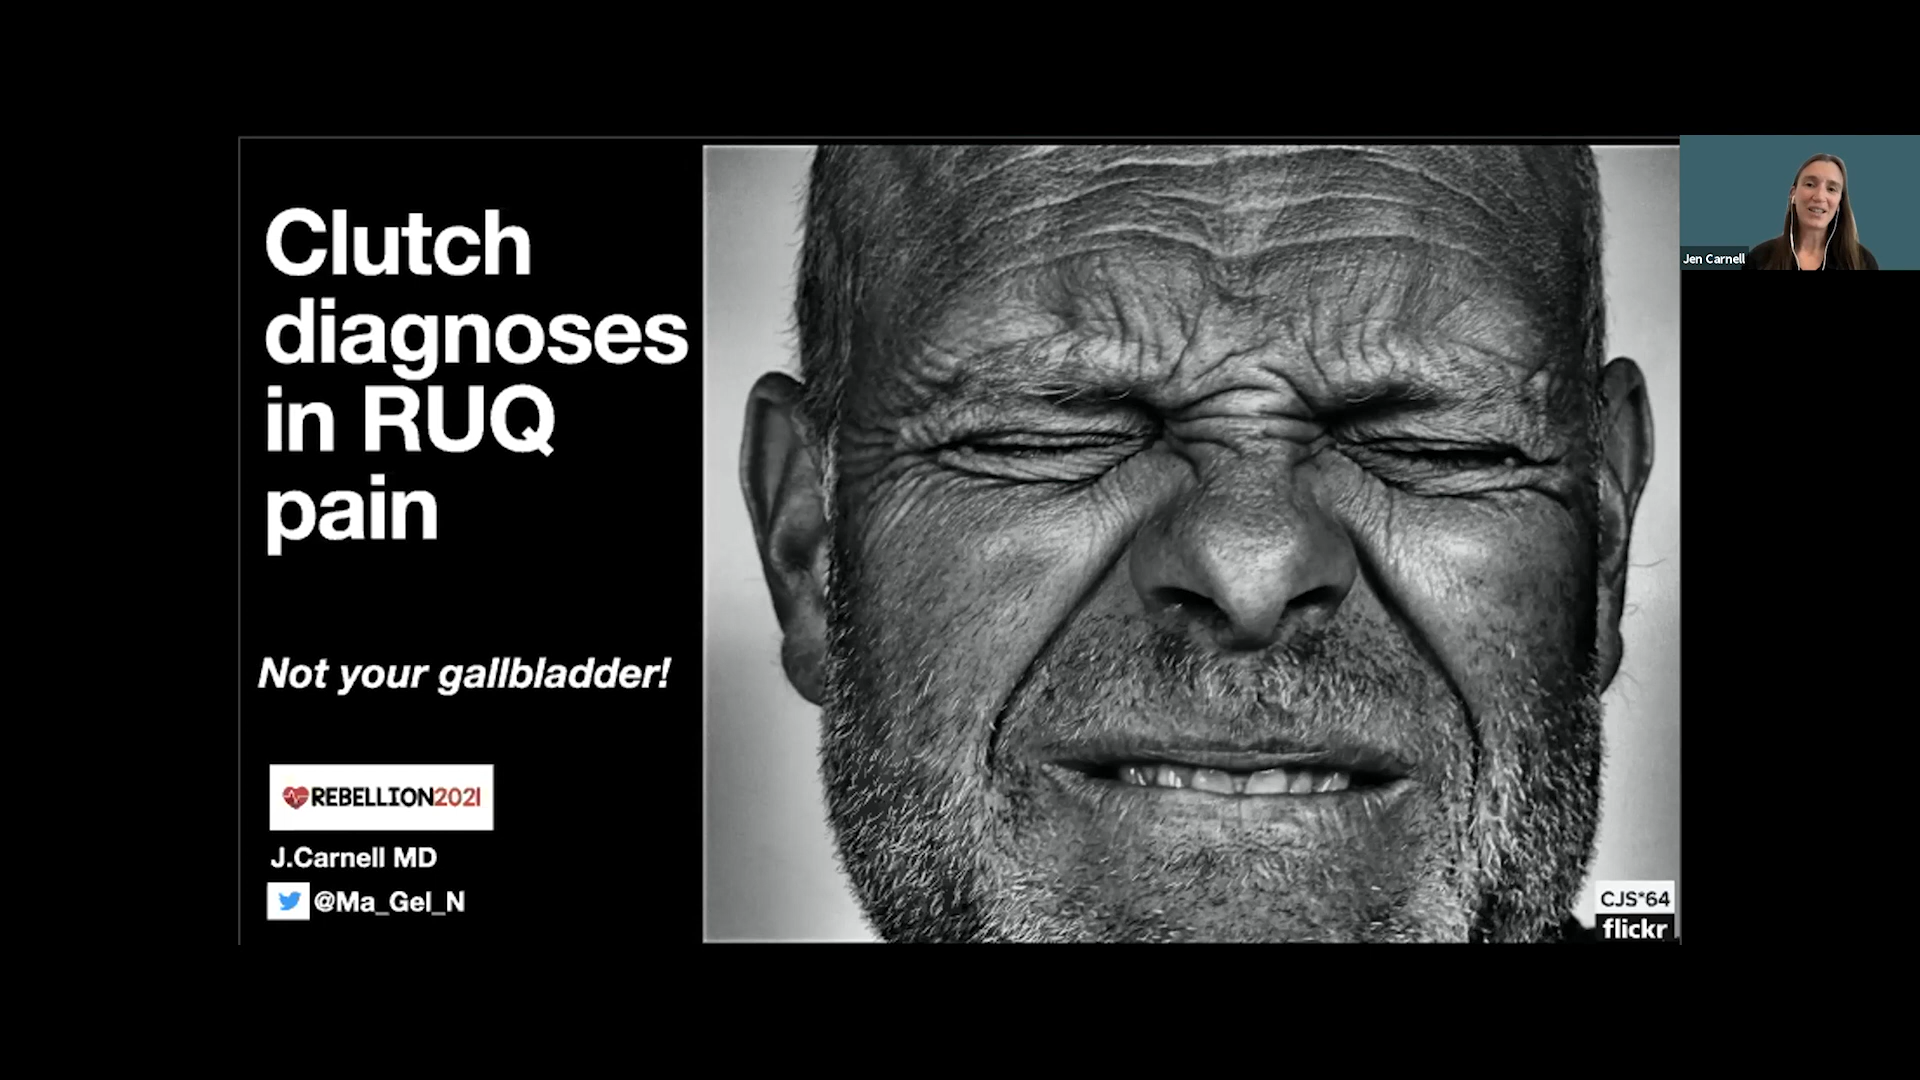 Clutch
diagnoses
in RUQ
pain
Not your gallbladder!
REBELLION2021
J.Carnell MD
@Ma_Gel_N
CJS*64
flickr
Jen Carnell